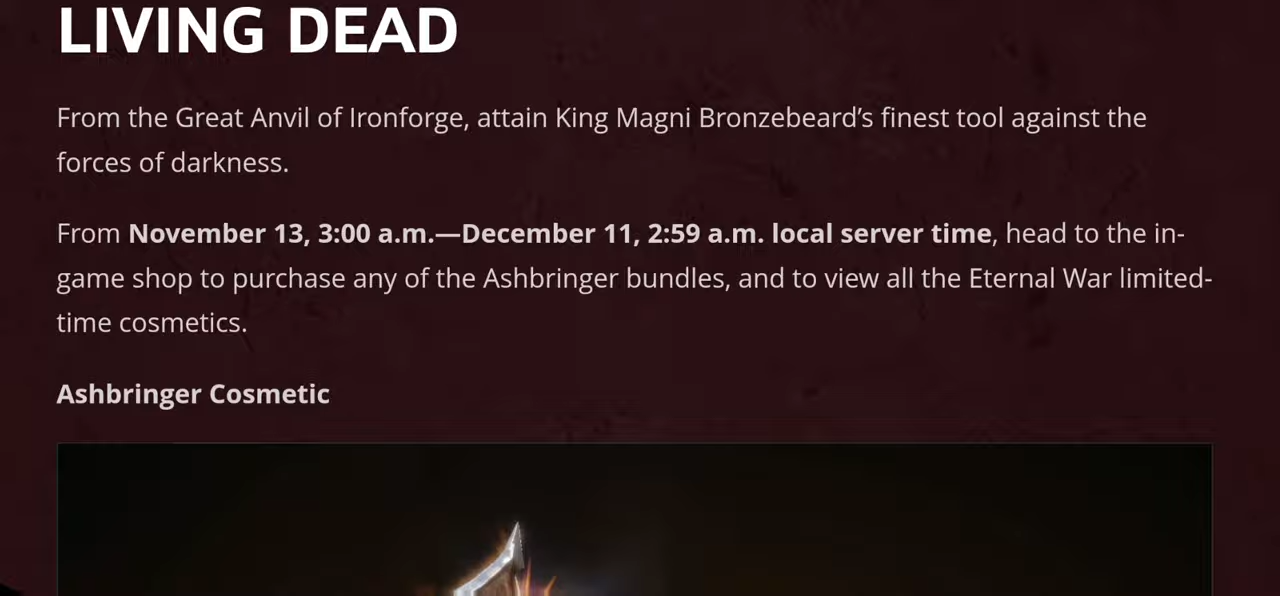 LIVING DEAD
From the Great Anvil of Ironforge, attain King Magni Bronzebeard’s finest tool against the
forces of darkness.
From November 13, 3:00 a.m.—December 11, 2:59 a.m. local server time, head to the in-
game shop to purchase any of the Ashbringer bundles, and to view all the Eternal War limited-
time cosmetics.
Ashbringer Cosmetic